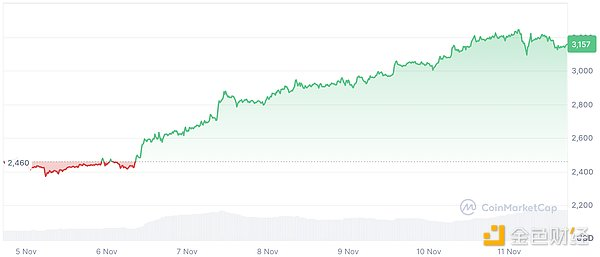 3,157
3,000
2,800
2,600
2,460
2,400
2,200
CoinMarketCap
金色财经
USD
5 Nov
6 Nov
7 Nov
8 Nov
9 Nov
10 Nov
11 Nov